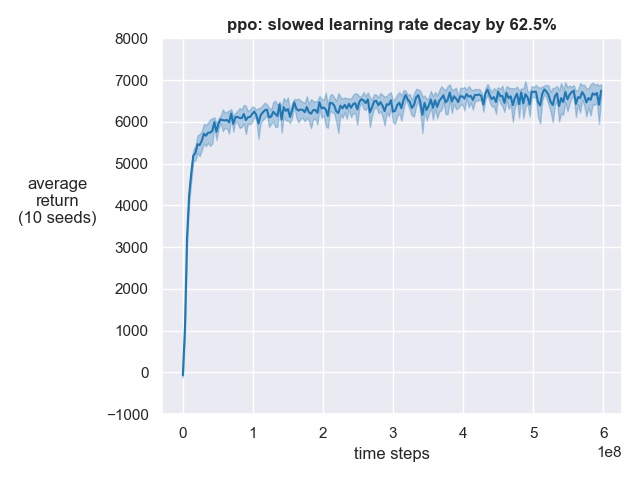 ppo: slowed learning rate decay by 62.5%
8000
7000
6000
5000
4000
3000
2000
1000
0
−1000
average
return
(10 seeds)
0 1 2 3 4 5 6
1e8
time steps